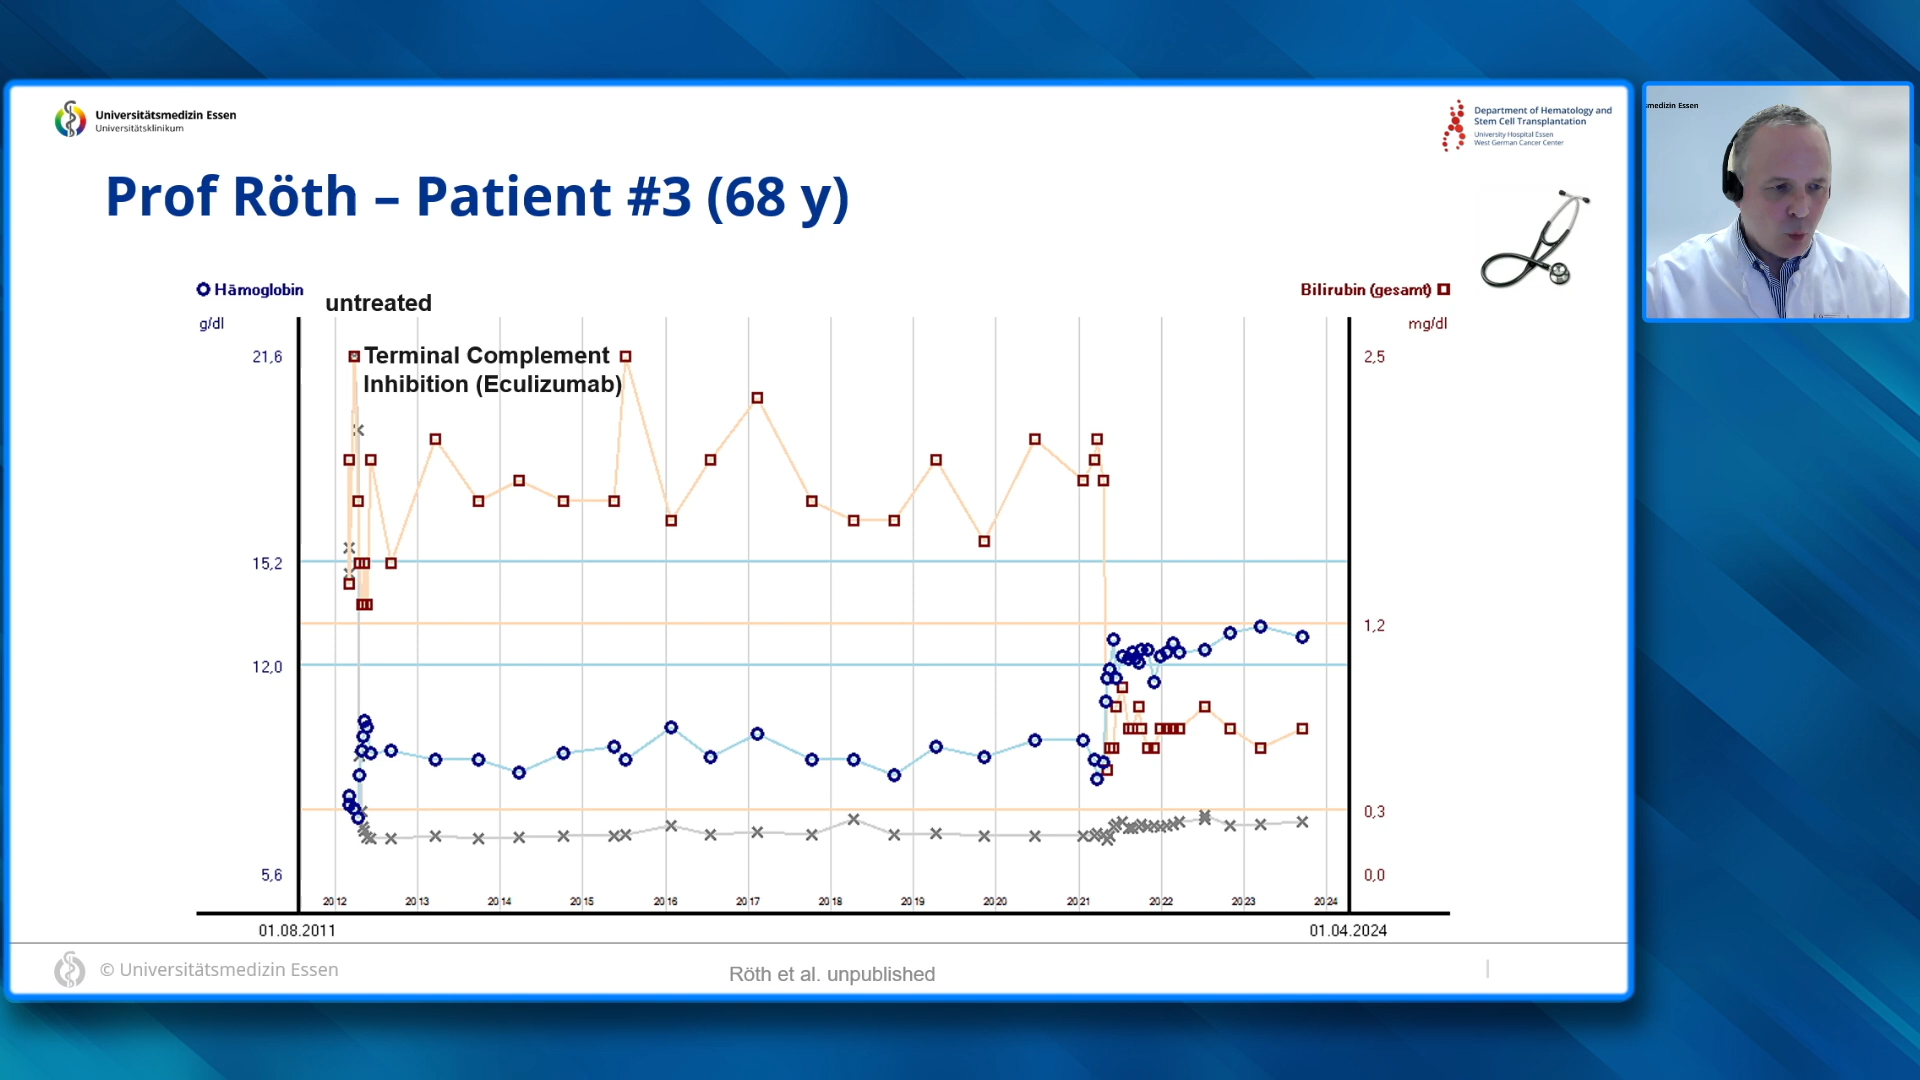 Universitätsmedizin Essen
Universitätsklinikum
Department of Hematology and
Stem Cell Transplantation
University Hospital Essen
West German Cancer Center
medizin Essen
Prof Röth – Patient #3 (68 y)
Hämoglobin
g/dl
untreated
Bilirubin (gesamt)
mg/dl
Terminal Complement
Inhibition (Eculizumab)
21,6
15,2
12,0
5,6
2,5
1,2
0,3
0,0
2012 2013 2014 2015 2016 2017 2018 2019 2020 2021 2022 2023 2024
01.08.2011
01.04.2024
© Universitätsmedizin Essen
Röth et al. unpublished